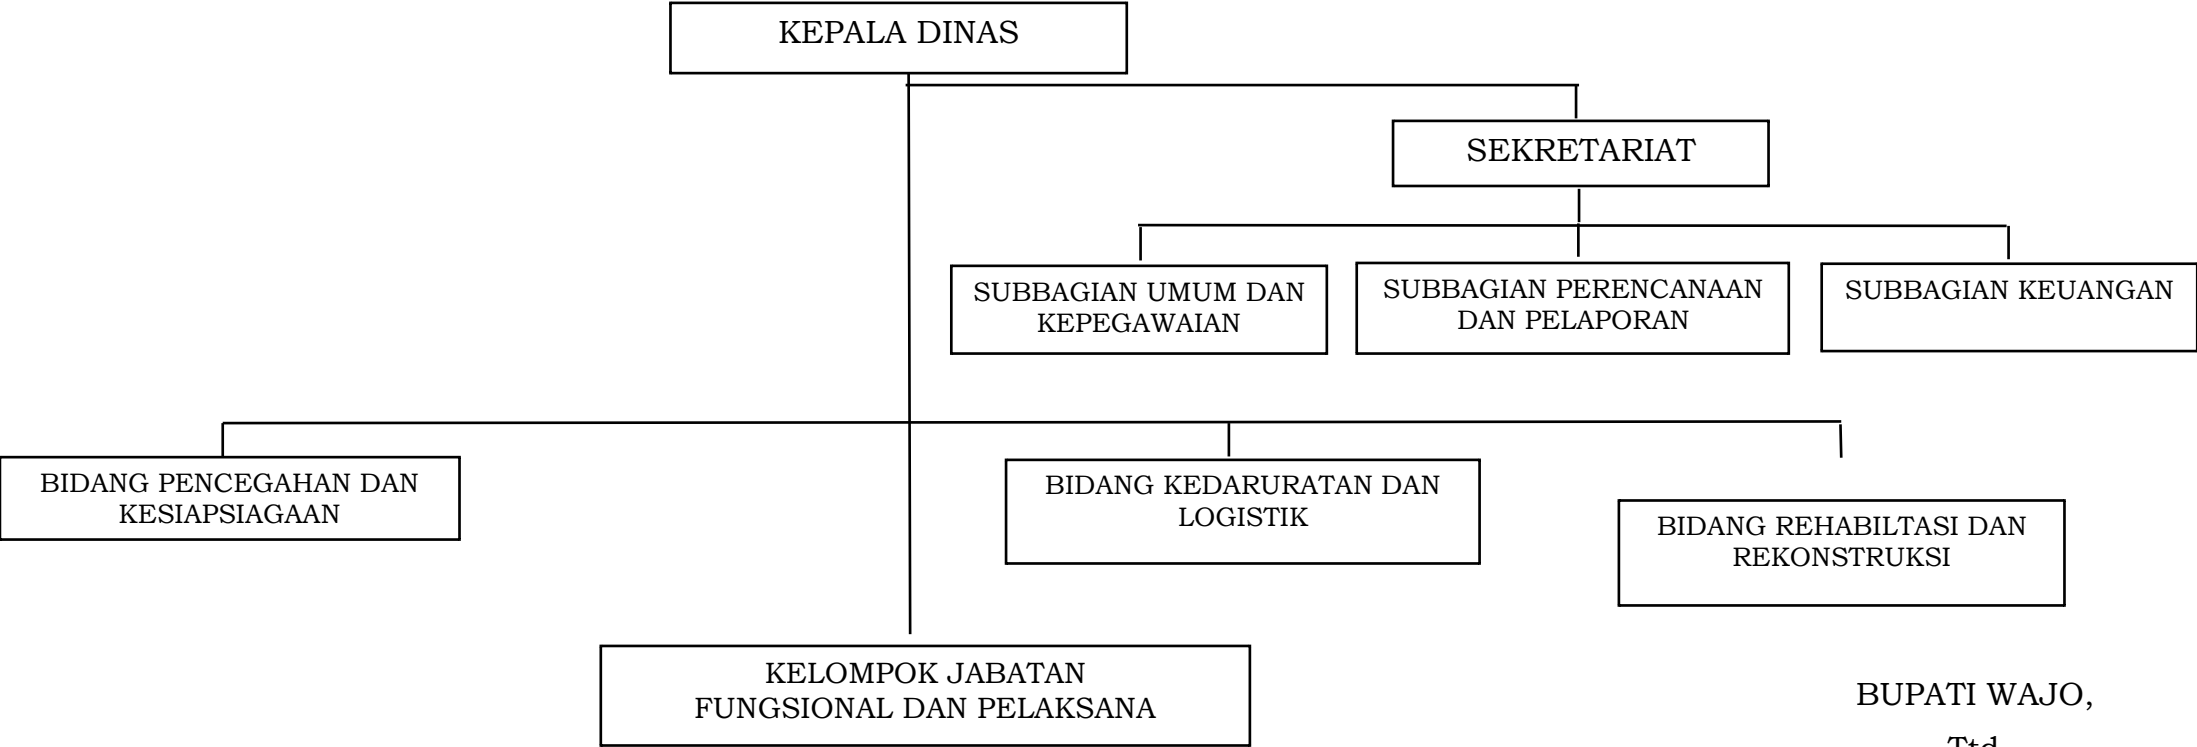 KEPALA DINAS
SEKRETARIAT
SUBBAGIAN UMUM DAN
KEPEGAWAIAN
SUBBAGIAN PERENCANAAN
DAN PELAPORAN
SUBBAGIAN KEUANGAN
BIDANG PENCEGAHAN DAN
KESIAPSIAGAAN
BIDANG KEDARURATAN DAN
LOGISTIK
BIDANG REHABILTASI DAN
REKONSTRUKSI
KELOMPOK JABATAN
FUNGSIONAL DAN PELAKSANA
BUPATI WAJO,
Ttd